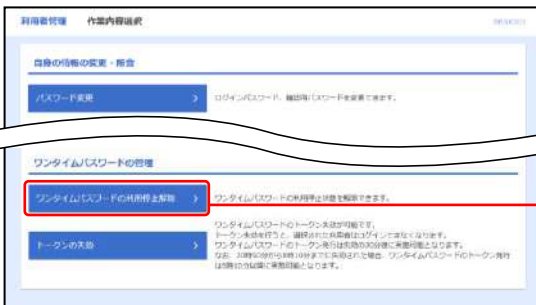 利用者管理 作業内容選択
自身の情報の変更・照会
パスワード変更
ログインパスワード、確認用パスワードを変更できます。
ワンタイムパスワードの管理
ワンタイムパスワードの利用停止解除
ワンタイムパスワードの利用停止状態を解除できます。
トークンの失効
ワンタイムパスワードのトークン失効が可能です。
トークン失効を行うと、選択された利用者はログインできなくなります。
ワンタイムパスワードのトークン発行は失効の30分後に実施可能となります。